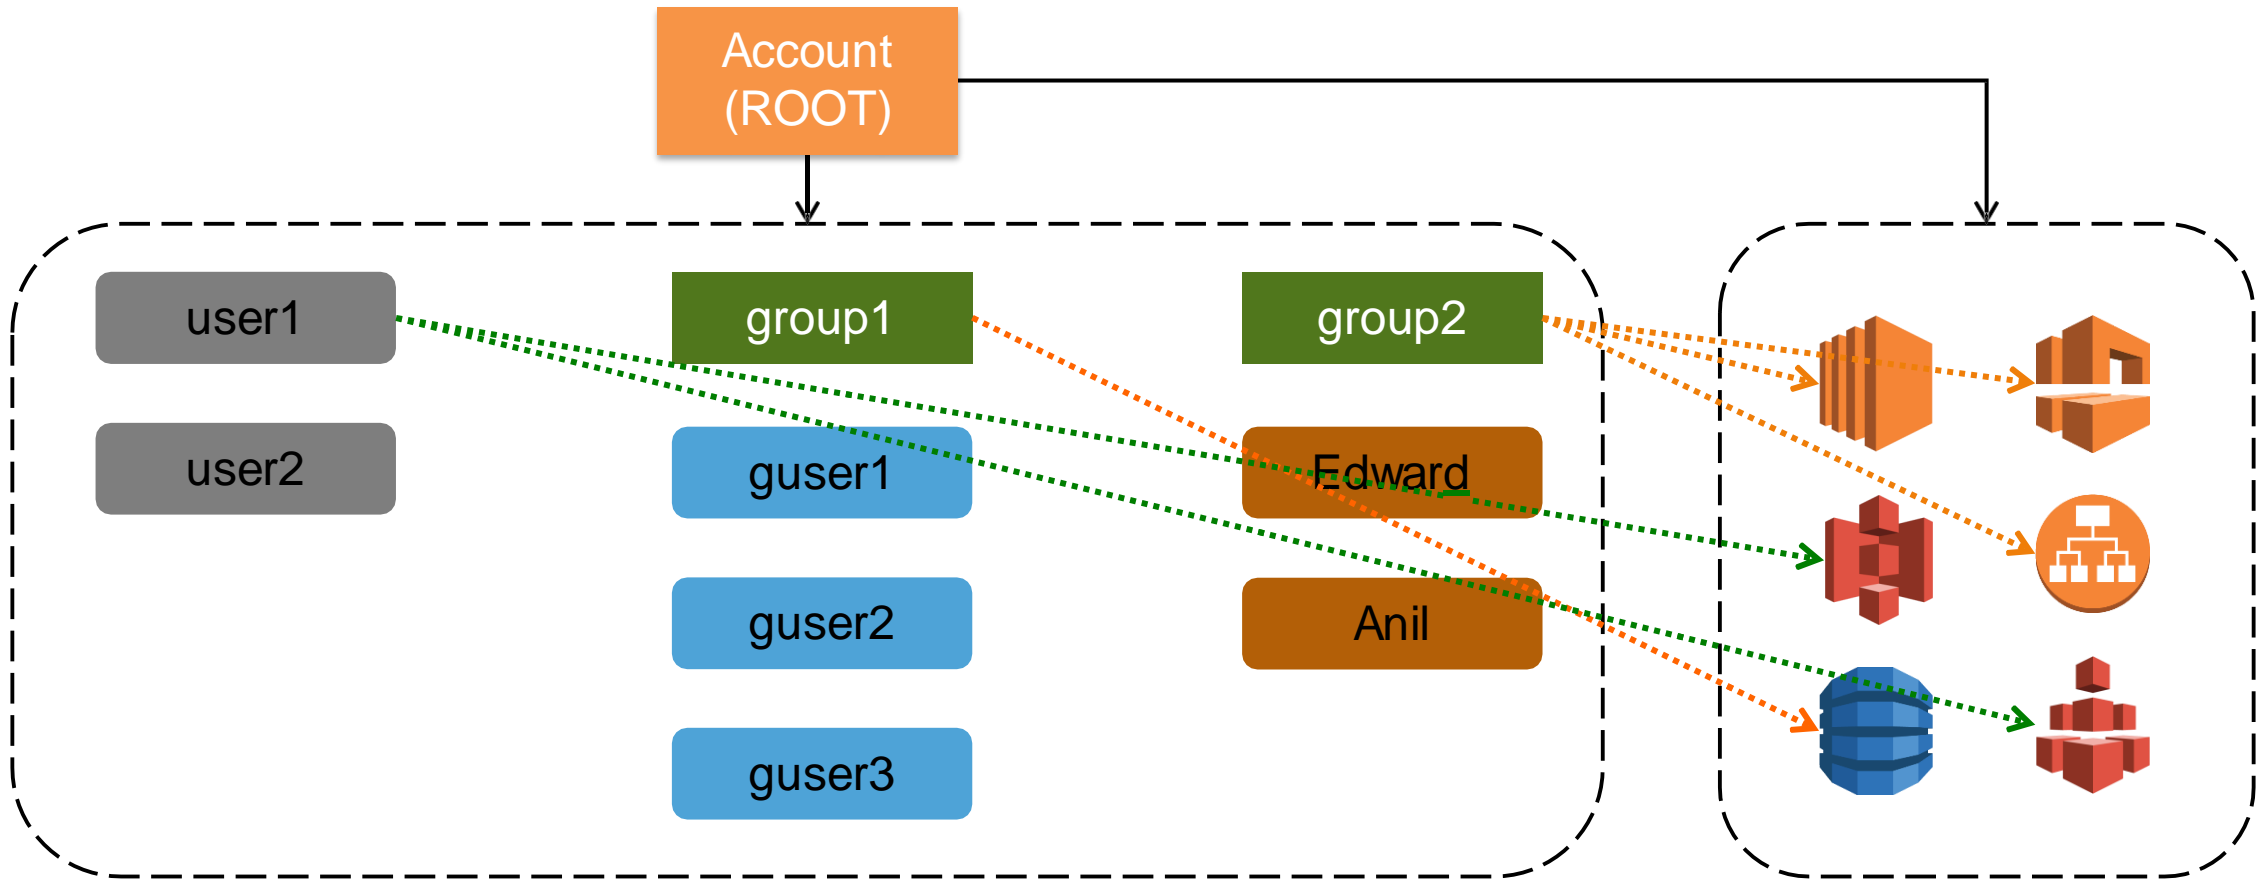 Account
(ROOT)
user1
group1
group2
user2
guser1
Edward
guser2
Anil
guser3